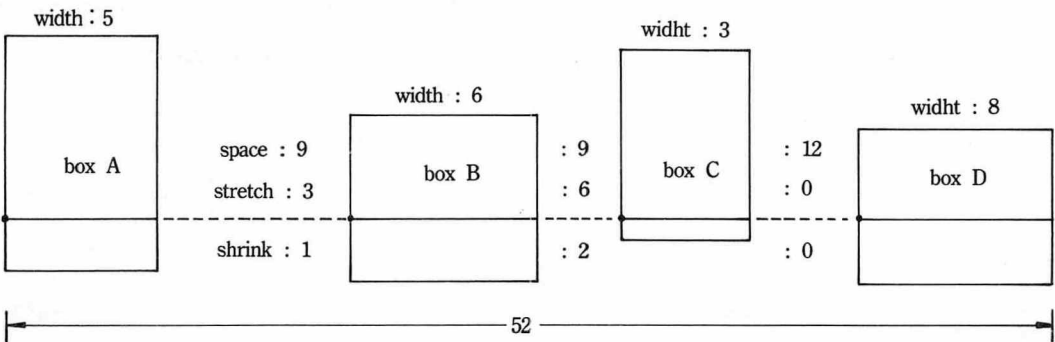 width : 5
widht : 3
width : 6
widht : 8
space : 9
: 9
: 12
box A
box B
box C
box D
stretch : 3
: 6
: 0
shrink : 1
: 2
: 0
52